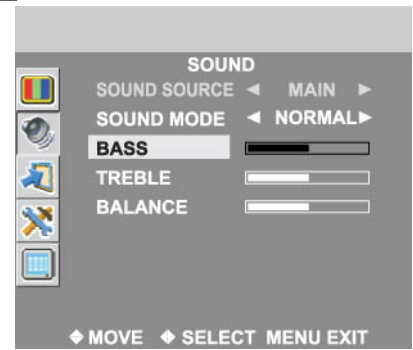 SOUND
SOUND SOURCE ◄ MAIN ►
SOUND MODE ◄ NORMAL►
BASS
TREBLE
BALANCE
◆ MOVE ◆ SELECT MENU EXIT